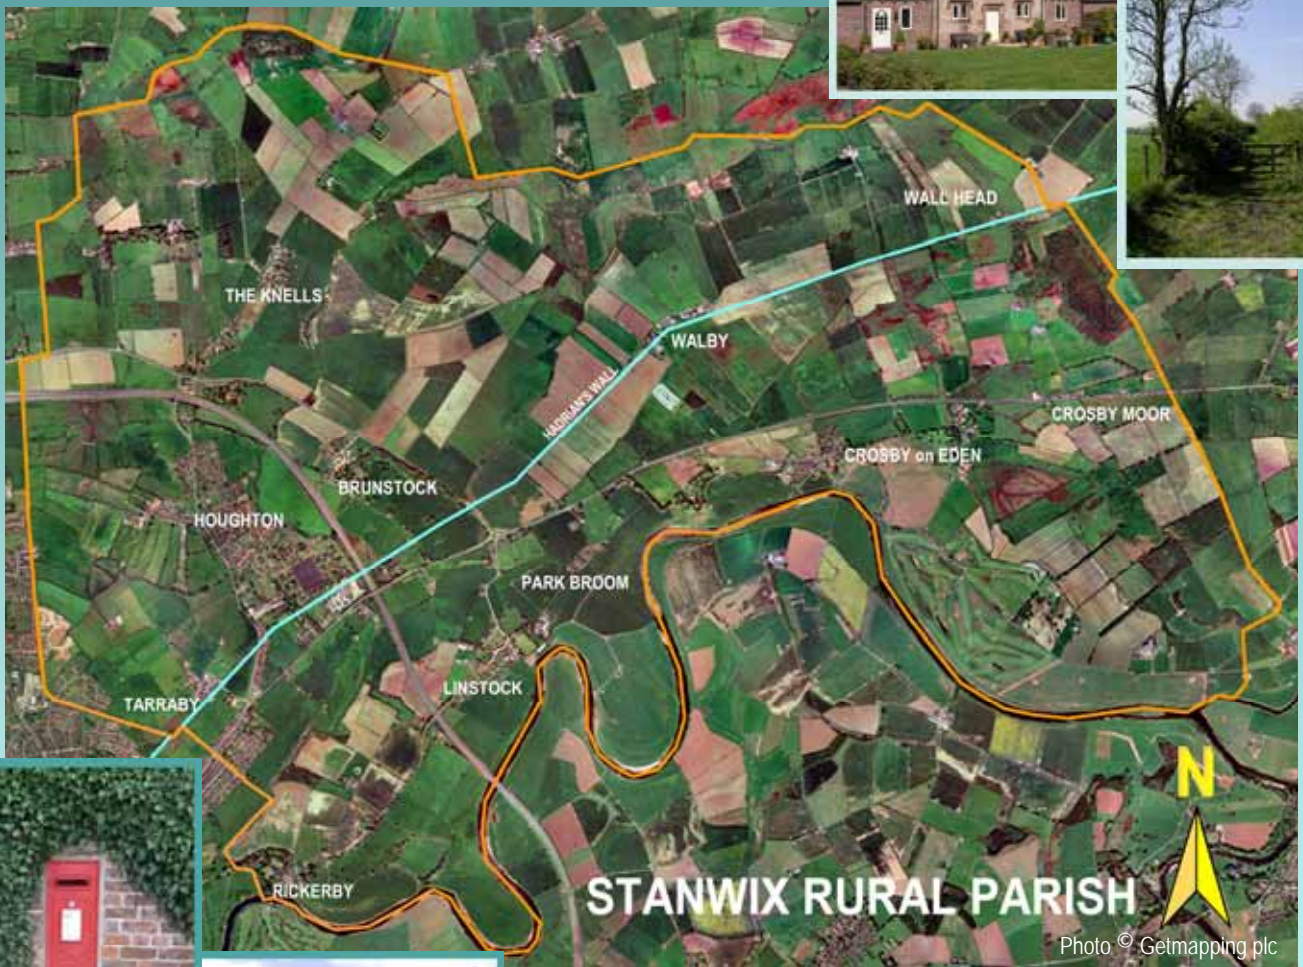 WALL HEAD
THE KNELLS
WALBY
HADRIAN'S WALL
CROSBY MOOR
CROSBY on EDEN
BRUNSTOCK
HOUGHTON
PARK BROOM
LINSTOCK
TARRABY
N
RICKERBY
STANWIX RURAL PARISH
Photo © Getmapping plc